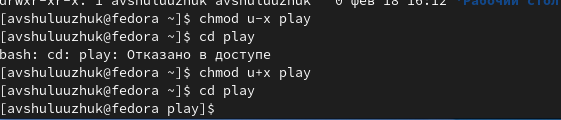 drwxr-xr-x. 1 avshuluuzhuk avshuluuzhuk 0 фев 18 16:12 'Рабочий стол
[avshuluuzhuk@fedora ~]$ chmod u-x play
[avshuluuzhuk@fedora ~]$ cd play
bash: cd: play: Отказано в доступе
[avshuluuzhuk@fedora ~]$ chmod u+x play
[avshuluuzhuk@fedora ~]$ cd play
[avshuluuzhuk@fedora play]$